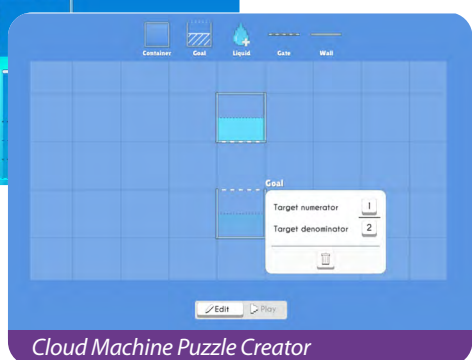 Container Goal Liquid Gate Wall
Goal
Target numerator 1
Target denominator 2
Edit Play
Cloud Machine Puzzle Creator